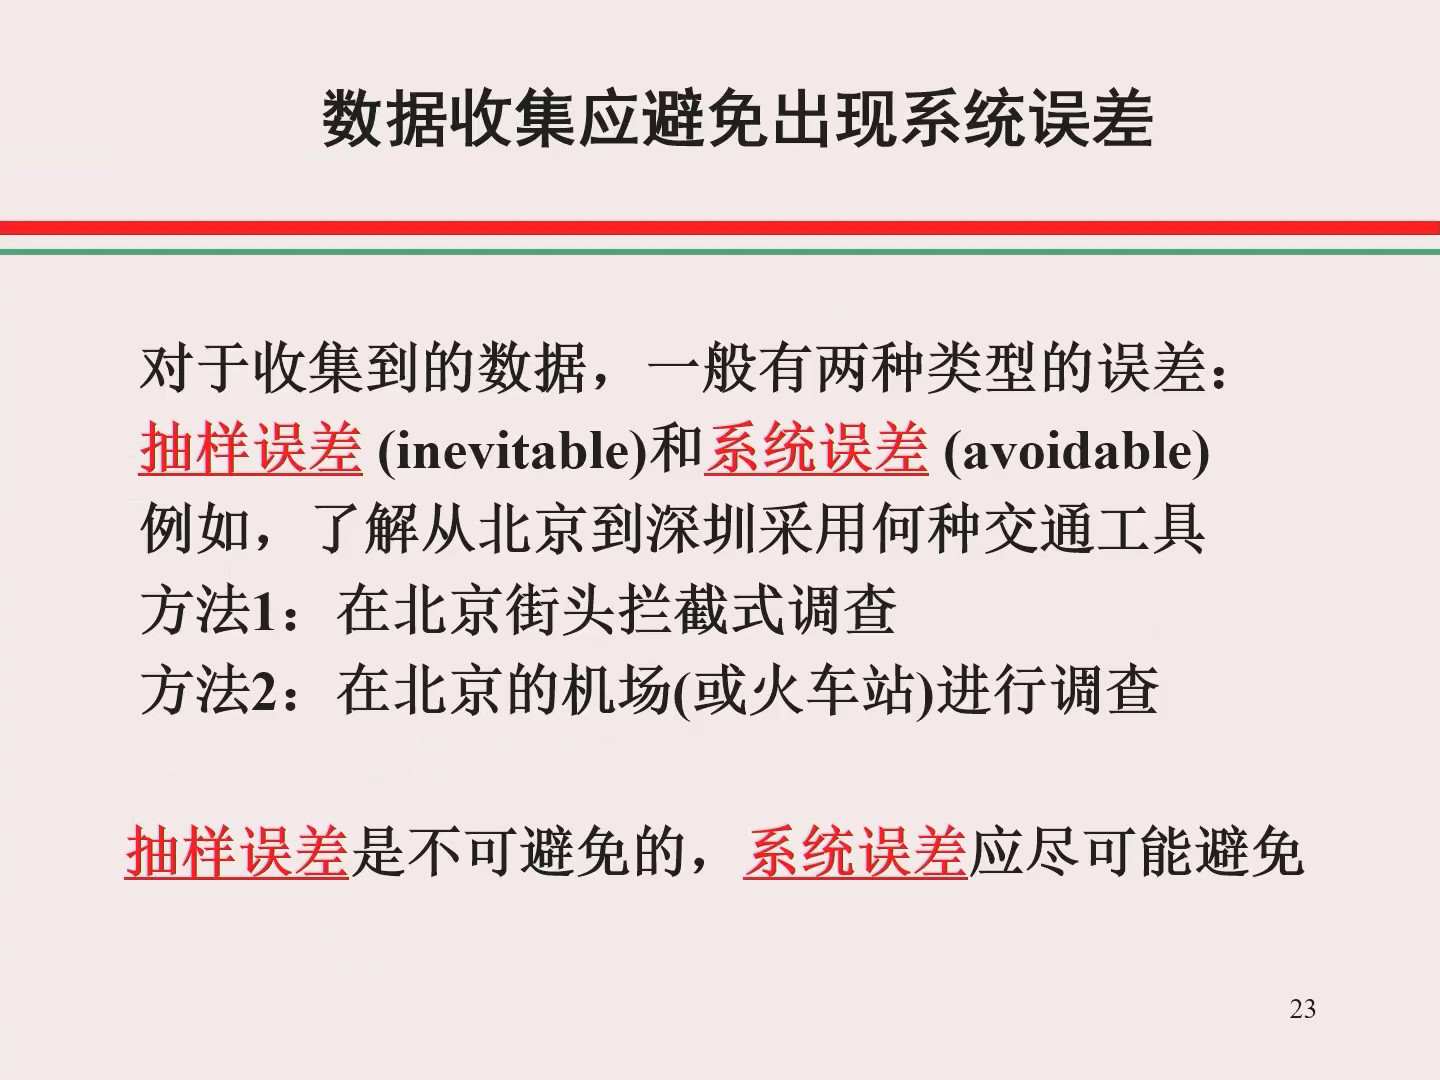 数据收集应避免出现系统误差
对于收集到的数据，一般有两种类型的误差：
抽样误差 (inevitable)和系统误差 (avoidable)
例如，了解从北京到深圳采用何种交通工具
方法1：在北京街头拦截式调查
方法2：在北京的机场(或火车站)进行调查
抽样误差是不可避免的，系统误差应尽可能避免
23